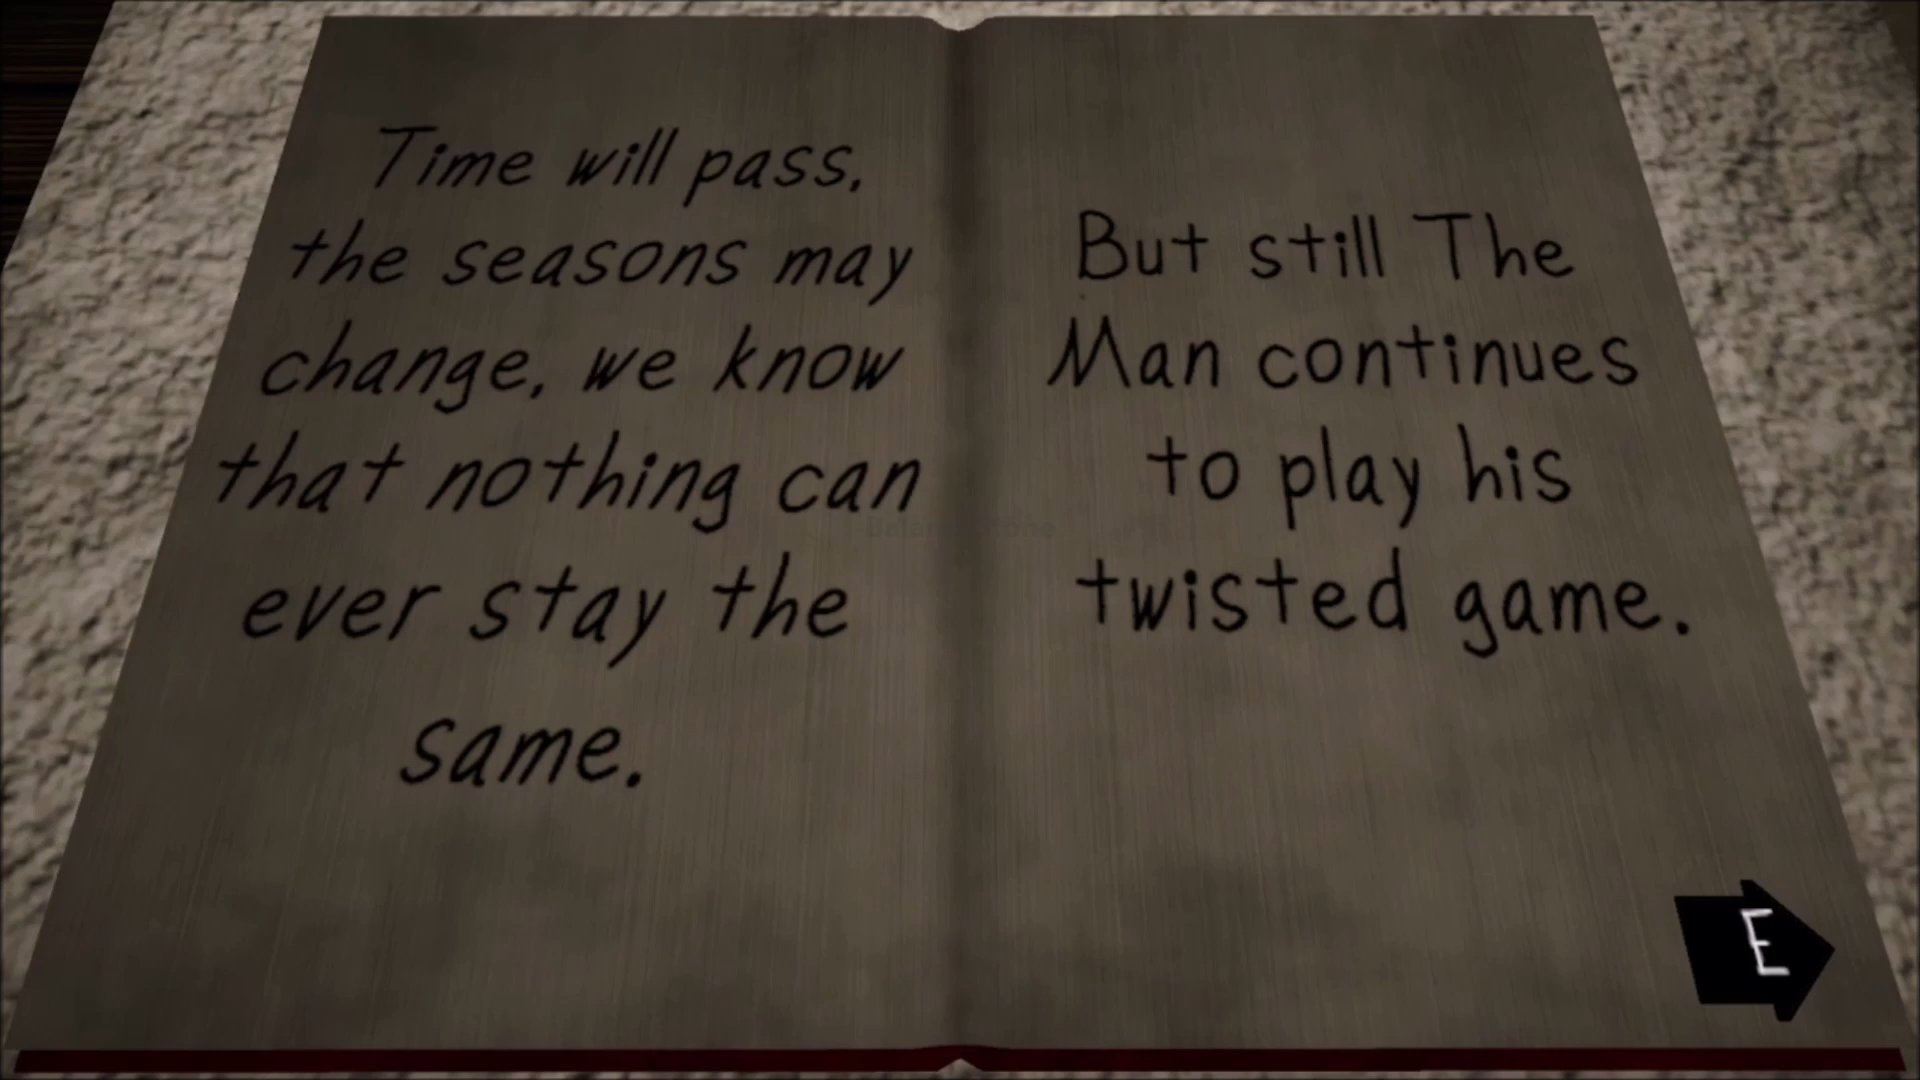 Time will pass,
the seasons may
change, we know
that nothing can
ever stay the
same.
But still The
Man continues
to play his
twisted game.
E